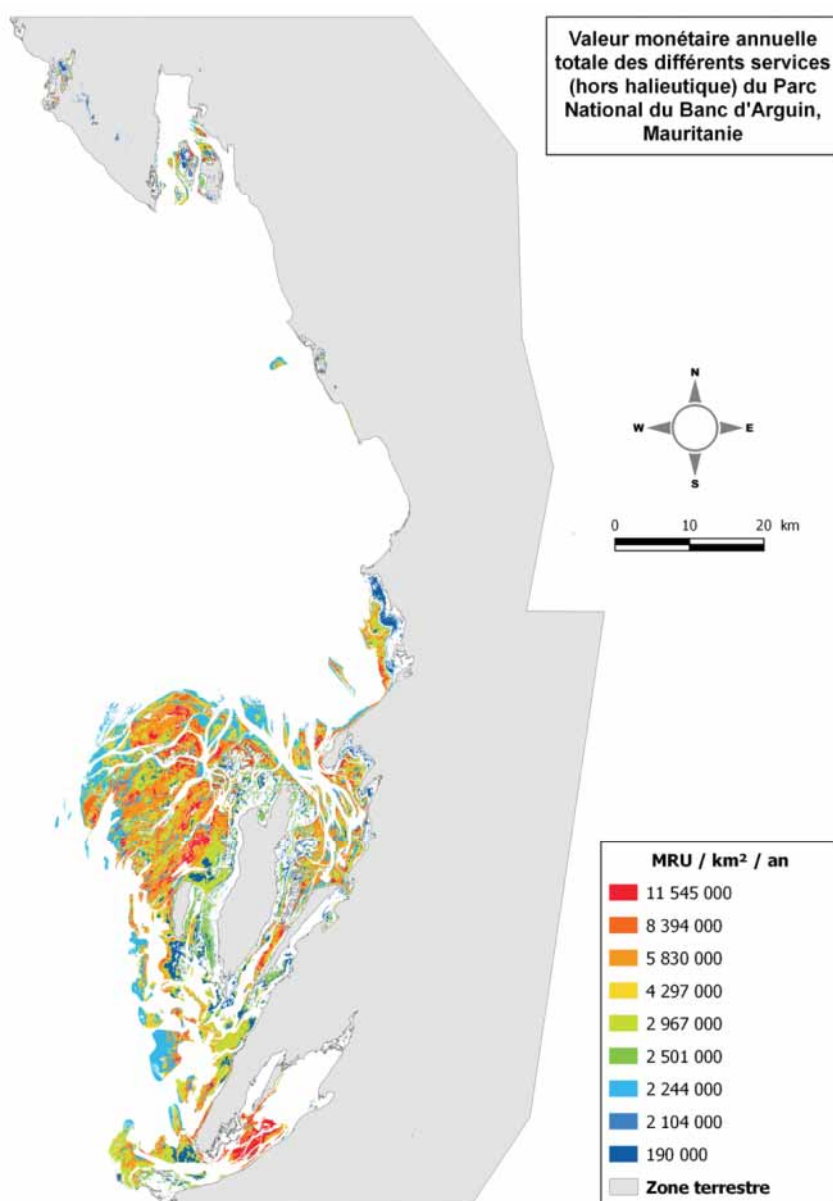 Valeur monétaire annuelle
totale des différents services
(hors halieutique) du Parc
National du Banc d'Arguin,
Mauritanie
N
W E
S
0 10 20 km
MRU / km² / an
11 545 000
8 394 000
5 830 000
4 297 000
2 967 000
2 501 000
2 244 000
2 104 000
190 000
Zone terrestre